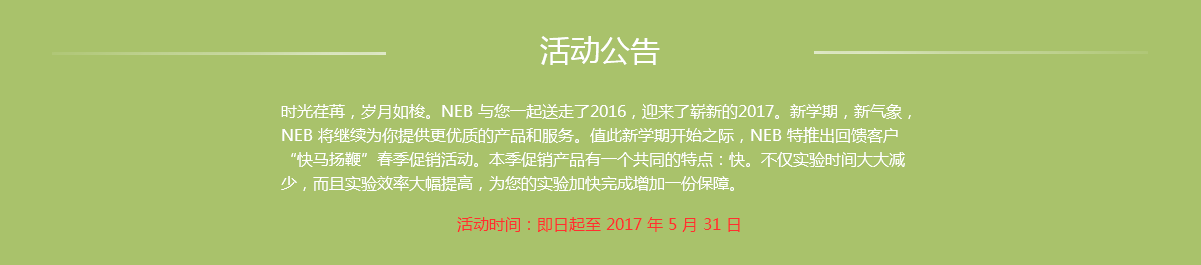 活动公告
时光荏苒，岁月如梭。NEB 与您一起送走了2016，迎来了崭新的2017。新学期，新气象，
NEB 将继续为你提供更优质的产品和服务。值此新学期开始之际，NEB 特推出回馈客户
“快马扬鞭”春季促销活动。本季促销产品有一个共同的特点：快。不仅实验时间大大减
少，而且实验效率大幅提高，为您的实验加快完成增加一份保障。
活动时间：即日起至 2017 年 5 月 31 日